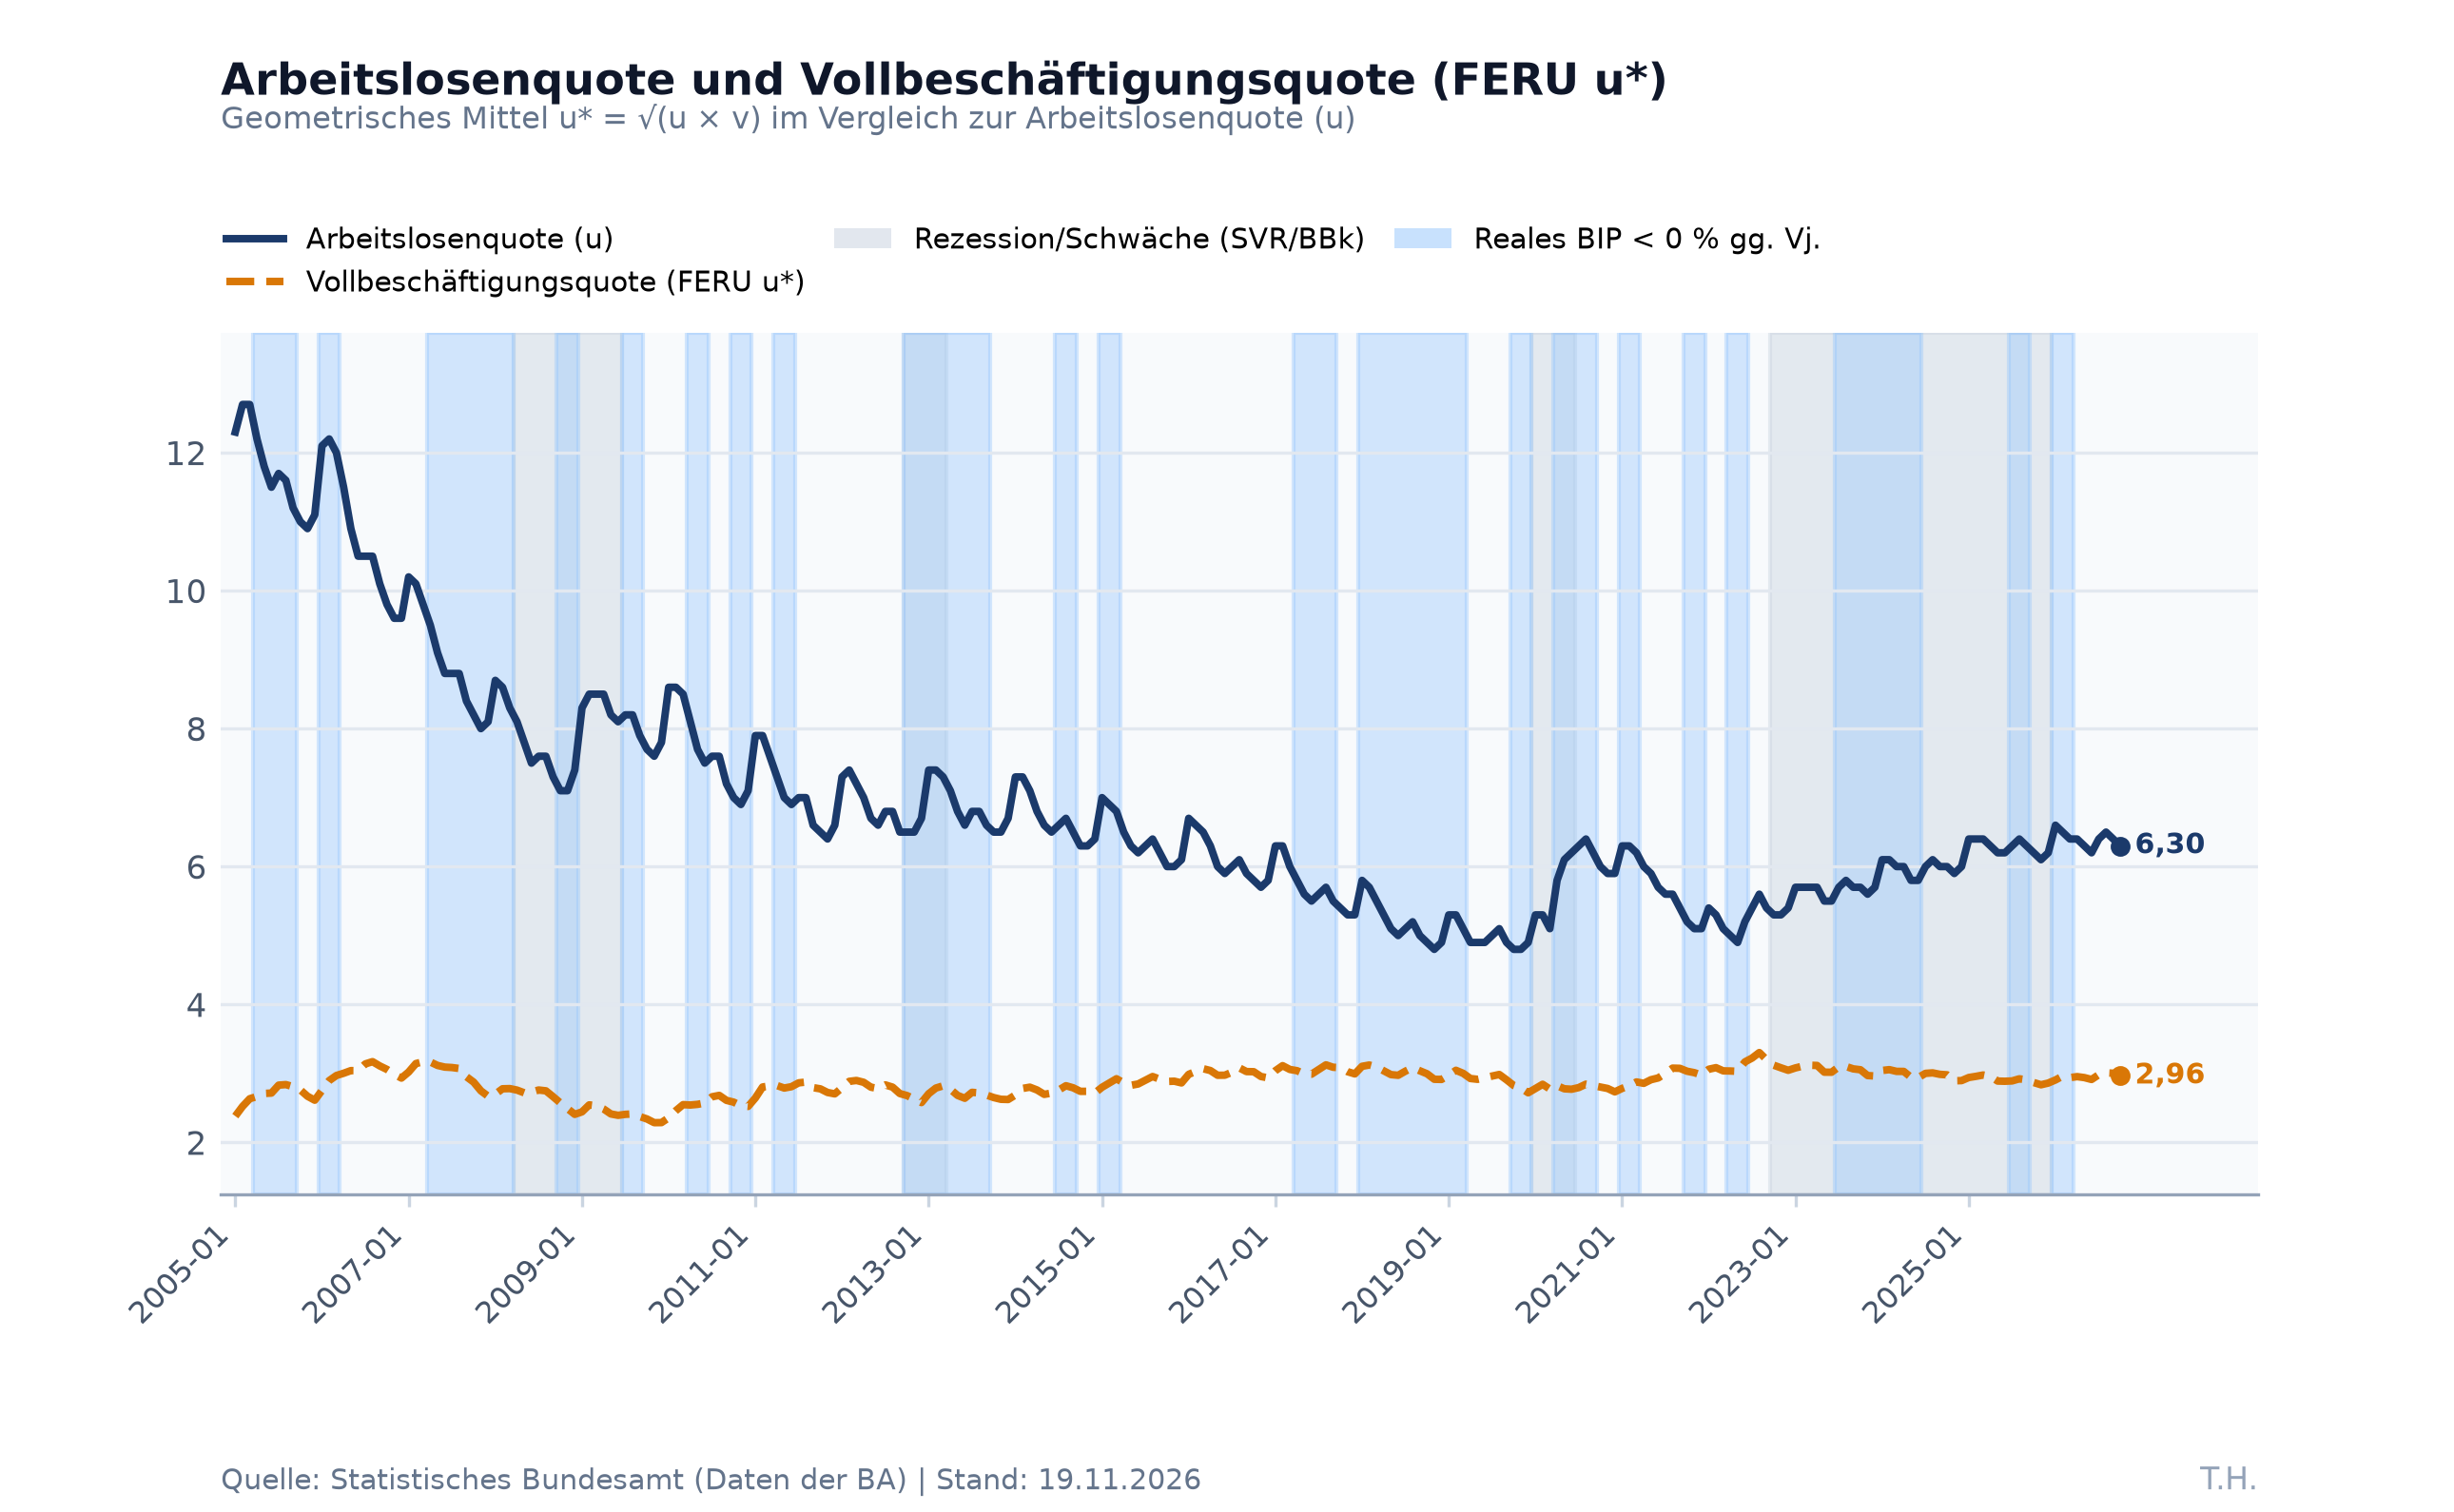 Arbeitslosenquote und Vollbeschäftigungsquote (FERU u*)
Geometrisches Mittel u* = √(u × v) im Vergleich zur Arbeitslosenquote (u)
Arbeitslosenquote (u)
Vollbeschäftigungsquote (FERU u*)
Rezession/Schwäche (SVR/BBk)
Reales BIP < 0 % gg. Vj.
12
10
8
6
4
2
6,30
2,96
2005-01
2007-01
2009-01
2011-01
2013-01
2015-01
2017-01
2019-01
2021-01
2023-01
2025-01
Quelle: Statistisches Bundesamt (Daten der BA) | Stand: 19.11.2026
T.H.